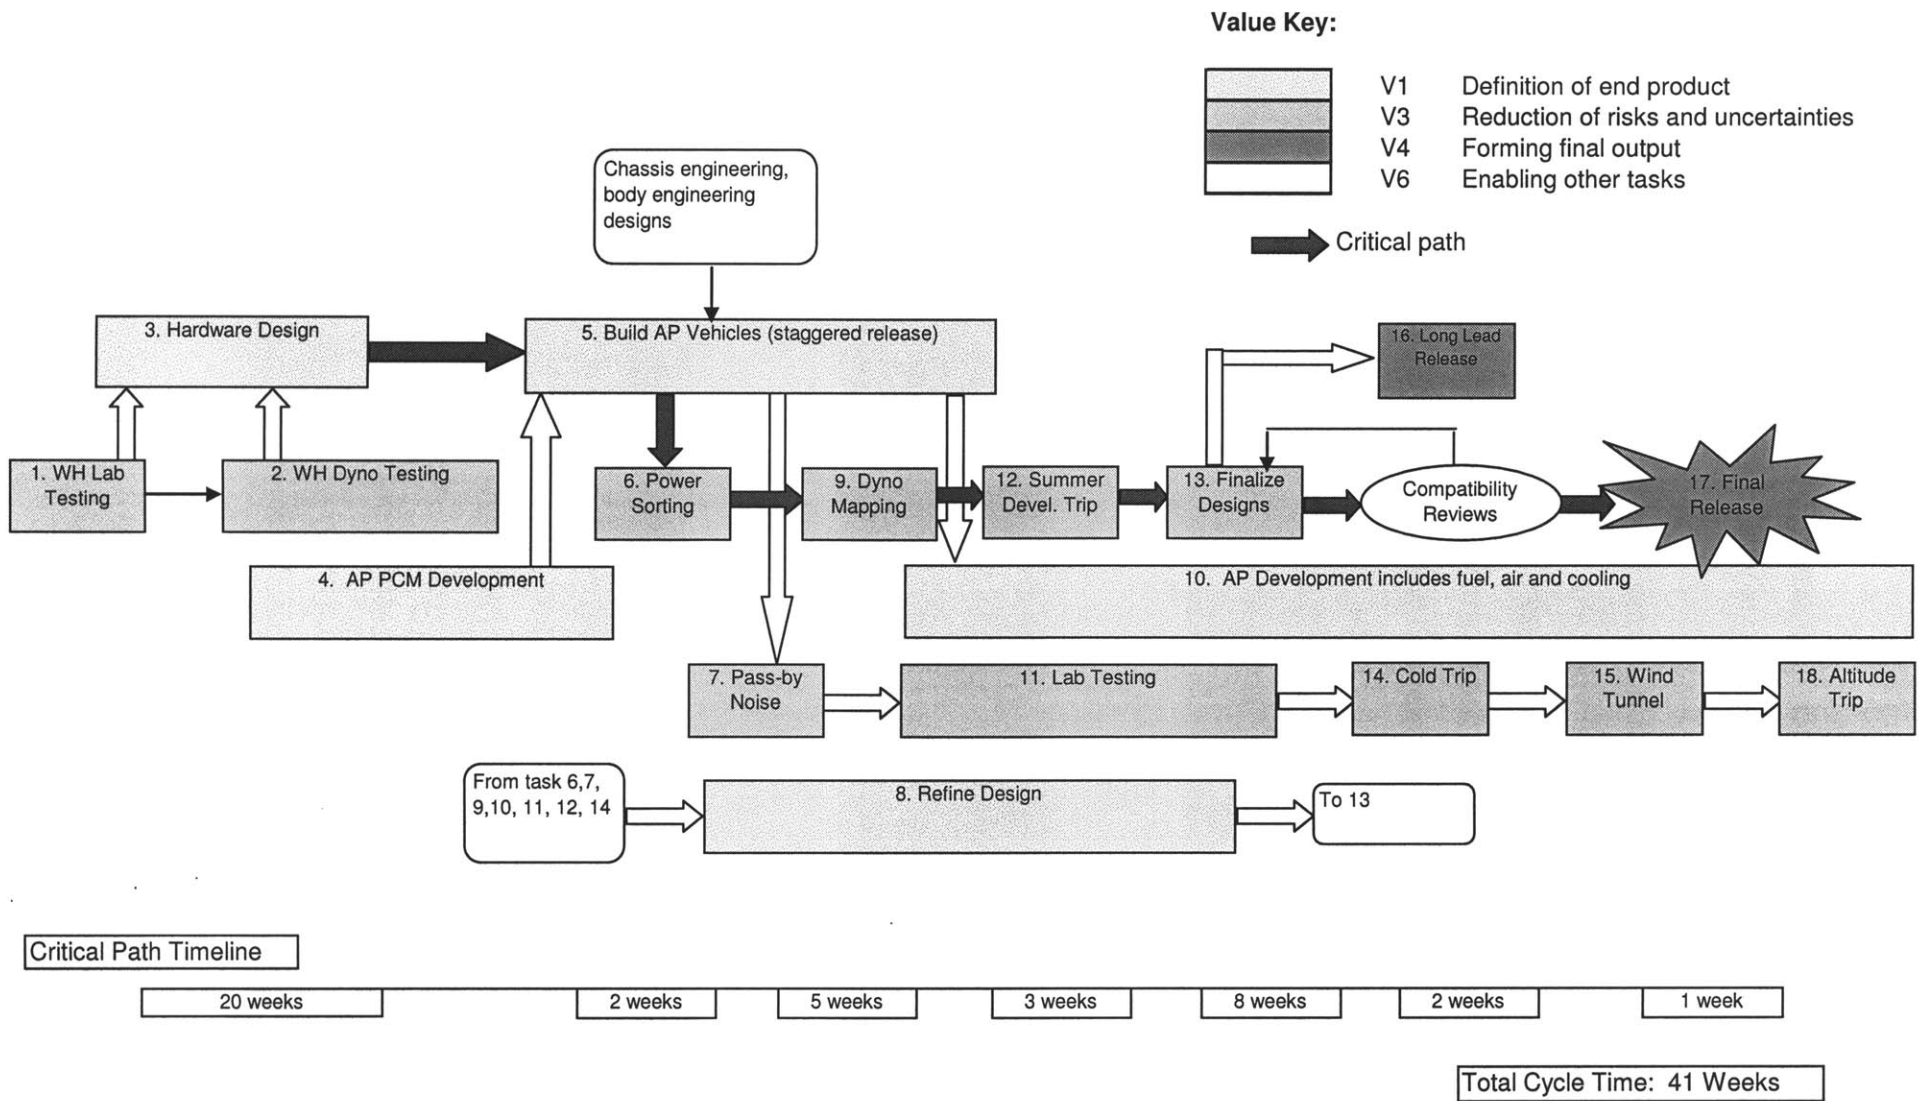 Value Key:
V1 Definition of end product
V3 Reduction of risks and uncertainties
V4 Forming final output
V6 Enabling other tasks
Critical path
Chassis engineering,
body engineering
designs
3. Hardware Design
5. Build AP Vehicles (staggered release)
16. Long Lead
Release
1. WH Lab
Testing
2. WH Dyno Testing
6. Power
Sorting
9. Dyno
Mapping
12. Summer
Devel. Trip
13. Finalize
Designs
Compatibility
Reviews
17. Final
Release
4. AP PCM Development
10. AP Development includes fuel, air and cooling
7. Pass-by
Noise
11. Lab Testing
14. Cold Trip
15. Wind
Tunnel
18. Altitude
Trip
From task 6,7,
9,10, 11, 12, 14
8. Refine Design
To 13
Critical Path Timeline
20 weeks
2 weeks
5 weeks
3 weeks
8 weeks
2 weeks
1 week
Total Cycle Time: 41 Weeks